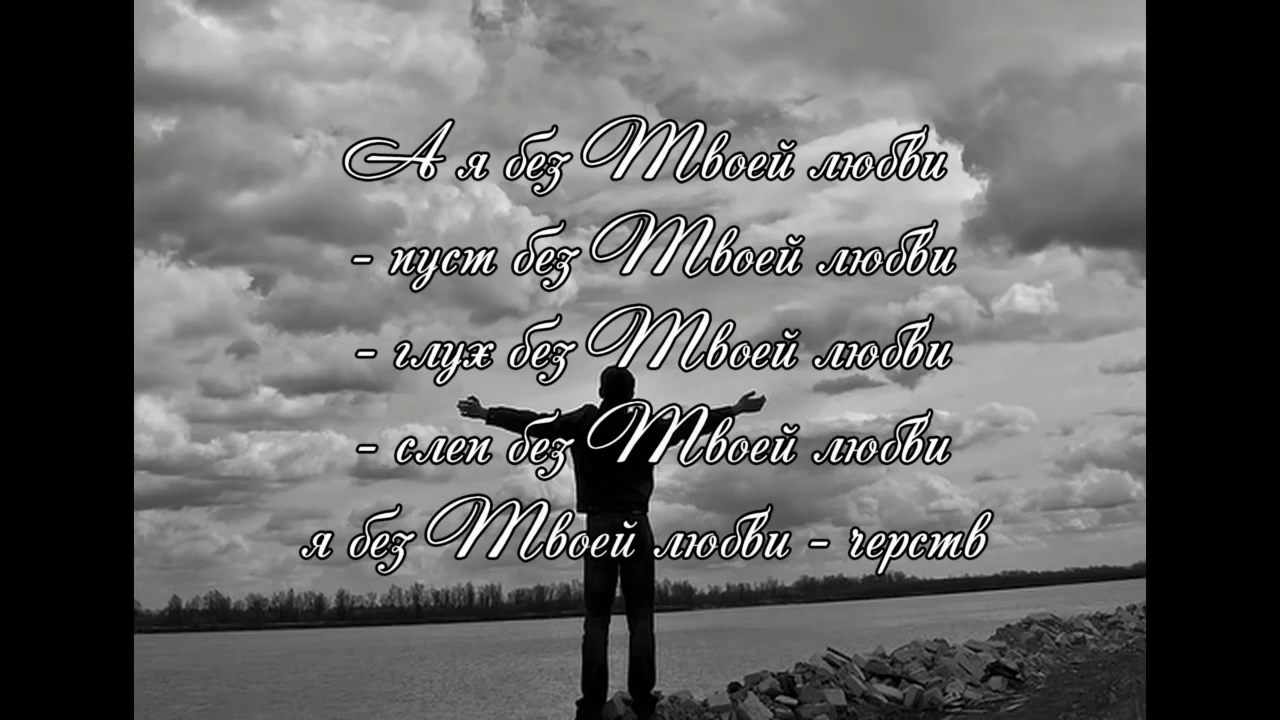 А я без Твоей любви
- пуст без Твоей любви
- глух без Твоей любви
- слеп без Твоей любви
я без Твоей любви - черств